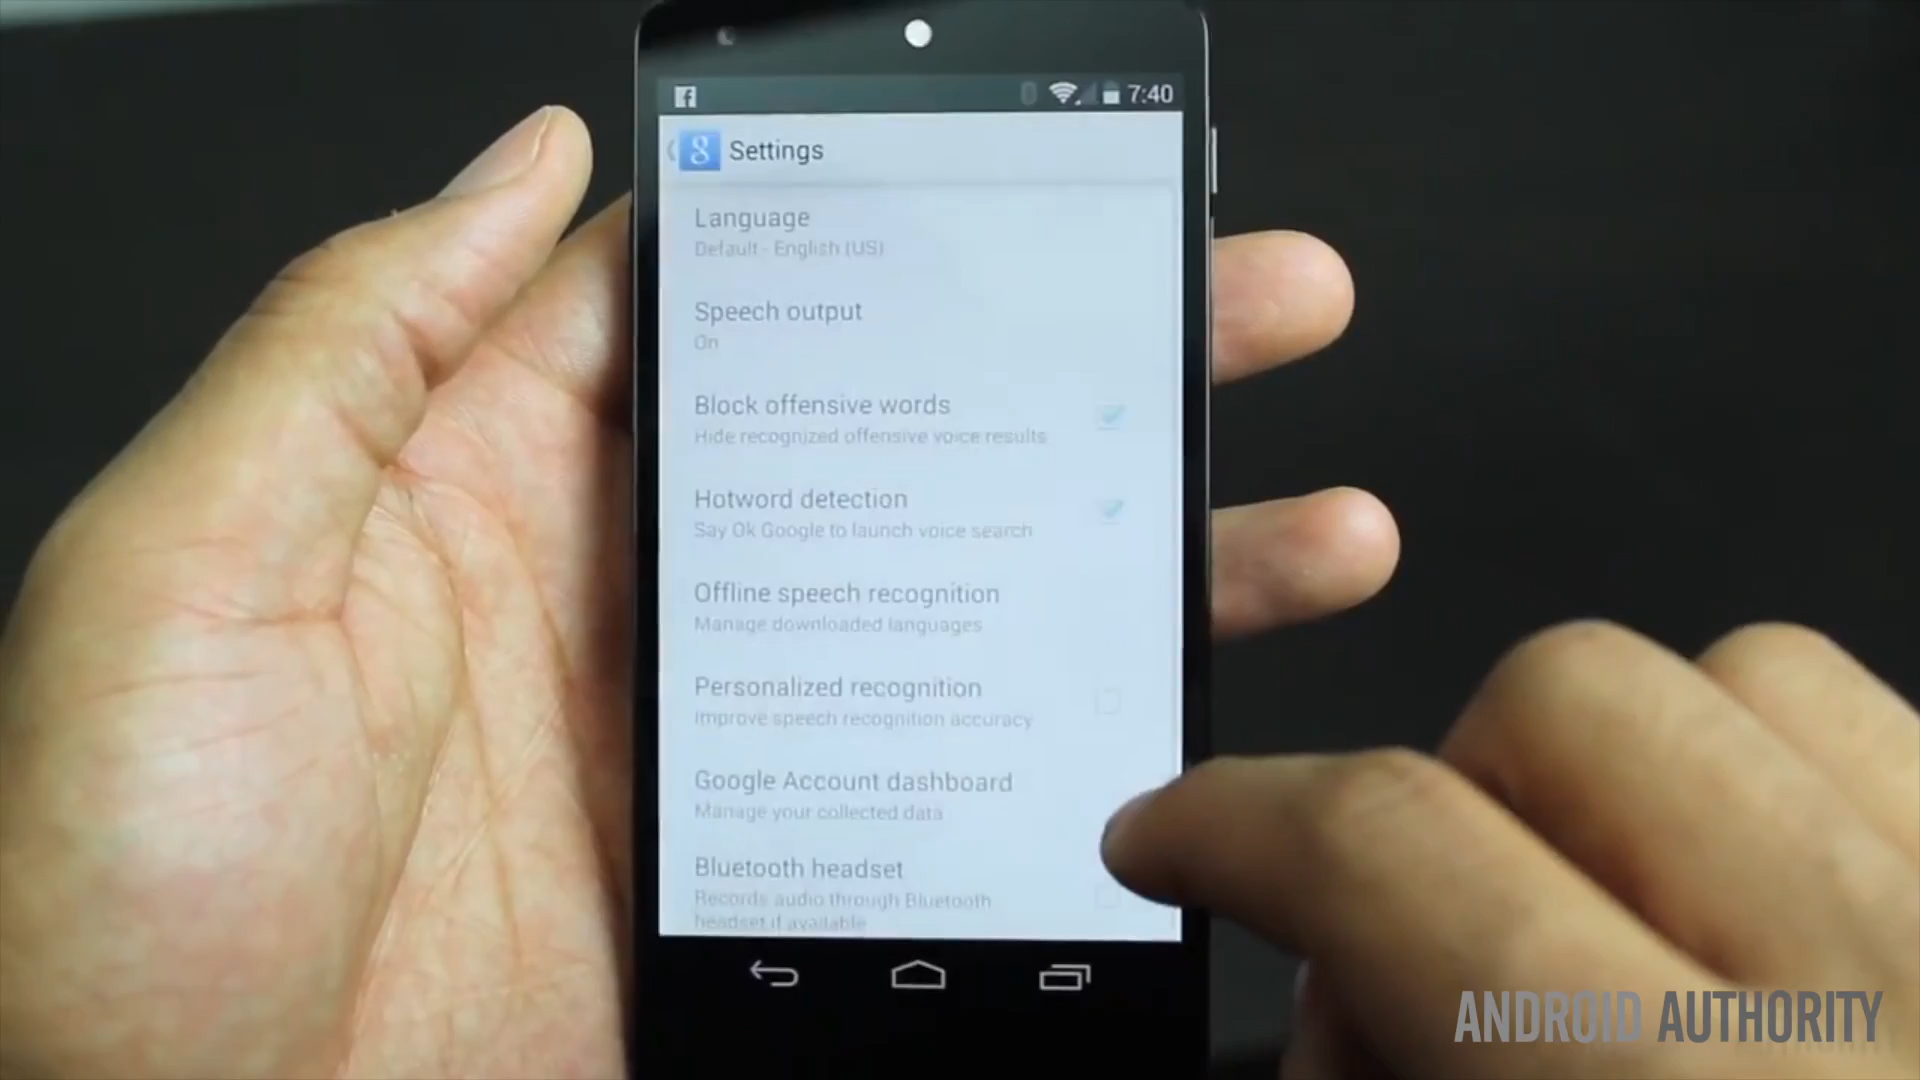 7:40
Settings
Language
Default - English (US)
Speech output
On
Block offensive words
Hide recognized offensive voice results
Hotword detection
Say Ok Google to launch voice search
Offline speech recognition
Manage downloaded languages
Personalized recognition
Improve speech recognition accuracy
Google Account dashboard
Manage your collected data
Bluetooth headset
Records audio through Bluetooth
headset if available
ANDROID AUTHORITY